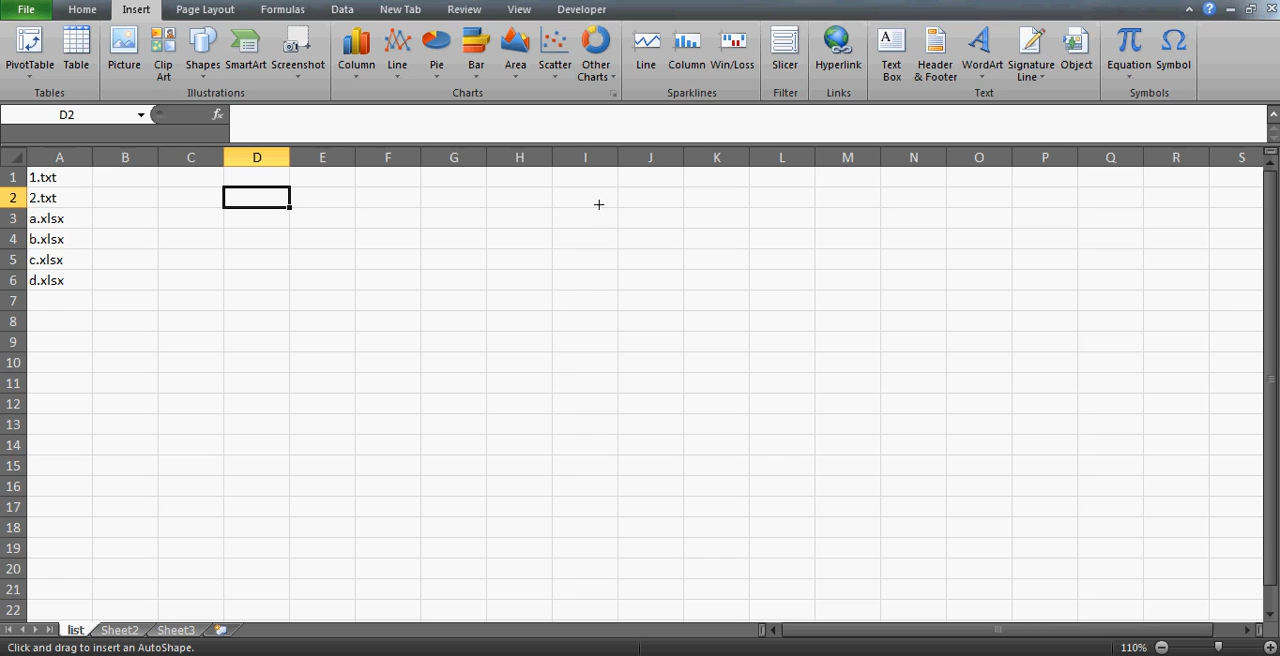 File Home Insert Page Layout Formulas Data New Tab Review View Developer
PivotTable Table Picture Clip Art Shapes SmartArt Screenshot Column Line Pie Bar Area Scatter Other Charts Line Column Win/Loss Slicer Hyperlink Text Box Header & Footer WordArt Signature Line Object Equation Symbol
Tables Illustrations Charts Sparklines Filter Links Text Symbols
D2 fx
A B C D E F G H I J K L M N O P Q R S
1 1.txt
2 2.txt
3 a.xlsx
4 b.xlsx
5 c.xlsx
6 d.xlsx
7
8
9
10
11
12
13
14
15
16
17
18
19
20
21
22
list Sheet2 Sheet3
Click and drag to insert an AutoShape. 110%